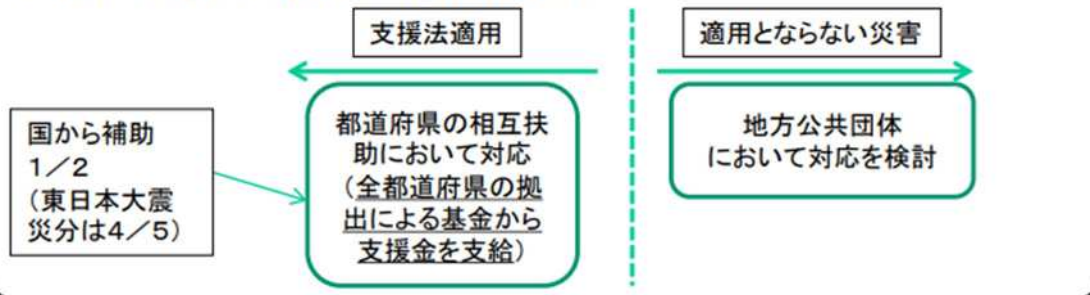 支援法適用
適用とならない災害
国から補助
1/2
(東日本大震
災分は4/5)
都道府県の相互扶
助において対応
(全都道府県の拠
出による基金から
支援金を支給)
地方公共団体
において対応を検討